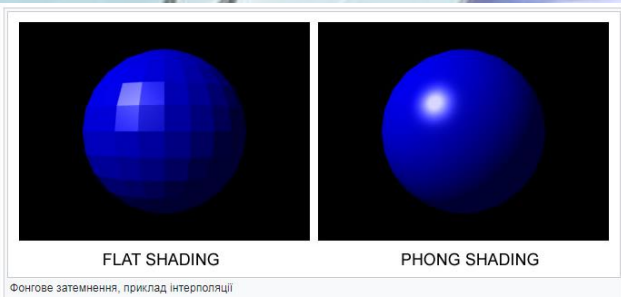 FLAT SHADING
PHONG SHADING
Фонгове затемнення, приклад інтерполяції